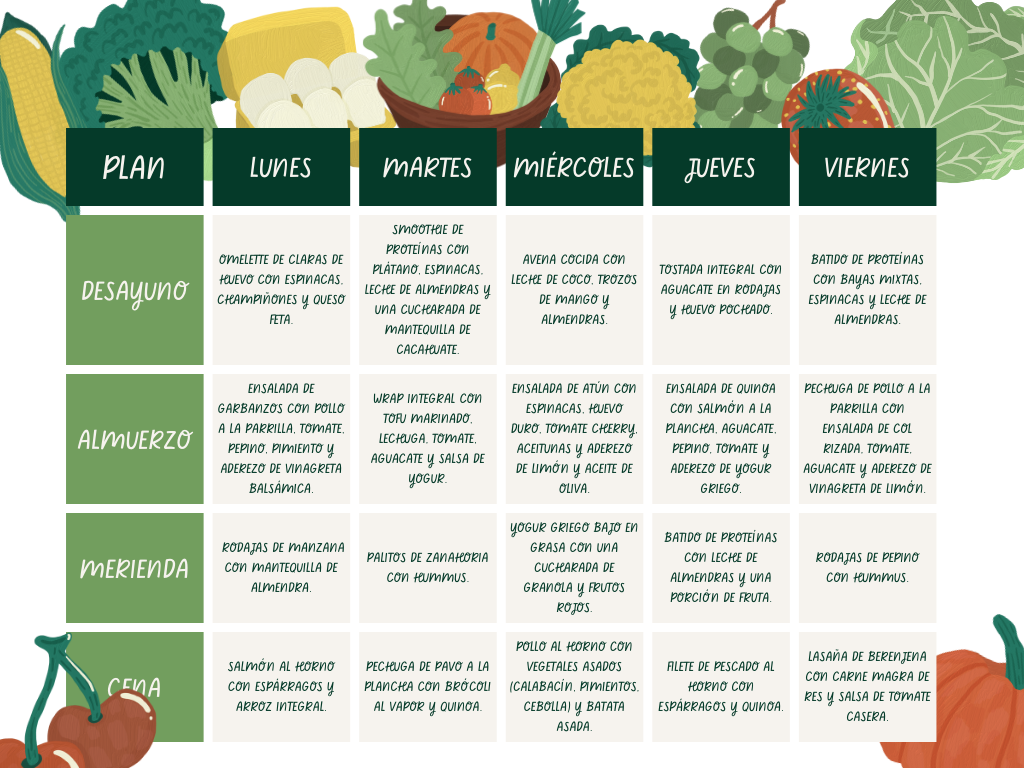 PLAN
LUNES
MARTES
MIÉRCOLES
JUEVES
VIERNES
DESAYUNO
OMELETTE DE CLARAS DE
HUEVO CON ESPINACAS,
CHAMPIÑONES Y QUESO
FETA.
SMOOTHIE DE
PROTEÍNAS CON
PLÁTANO, ESPINACAS,
LECHE DE ALMENDRAS Y
UNA CUCHARADA DE
MANTEQUILLA DE
CACAHUATE.
AVENA COCIDA CON
LECHE DE COCO, TROZOS
DE MANGO Y
ALMENDRAS.
TOSTADA INTEGRAL CON
AGUACATE EN RODAJAS
Y HUEVO POCHADO.
BATIDO DE PROTEÍNAS
CON BAYAS MIXTAS,
ESPINACAS Y LECHE DE
ALMENDRAS.
ALMUERZO
ENSALADA DE
GARBANZOS CON POLLO
A LA PARRILLA, TOMATE,
PEPINO, PIMIENTO Y
ADEREZO DE VINAGRETA
BALSÁMICA.
WRAP INTEGRAL CON
TOFU MARINADO,
LECHUGA, TOMATE,
AGUACATE Y SALSA DE
YOGUR.
ENSALADA DE ATÚN CON
ESPINACAS, HUEVO
DURO, TOMATE CHERRY,
ACEITUNAS Y ADEREZO
DE LIMÓN Y ACEITE DE
OLIVA.
ENSALADA DE QUINOA
CON SALMÓN A LA
PLANCHA, AGUACATE,
PEPINO, TOMATE Y
ADEREZO DE YOGUR
GRIEGO.
PECHUGA DE POLLO A LA
PARRILLA CON
ENSALADA DE COL
RIZADA, TOMATE,
AGUACATE Y ADEREZO DE
VINAGRETA DE LIMÓN.
MERIENDA
RODAJAS DE MANZANA
CON MANTEQUILLA DE
ALMENDRA.
PALITOS DE ZANAHORIA
CON HUMMUS.
YOGUR GRIEGO BAJO EN
GRASA CON UNA
CUCHARADA DE
GRANOLA Y FRUTOS
ROJOS.
BATIDO DE PROTEÍNAS
CON LECHE DE
ALMENDRAS Y UNA
PORCIÓN DE FRUTA.
RODAJAS DE PEPINO
CON HUMMUS.
CENA
SALMÓN AL HORNO
CON ESPÁRRAGOS Y
ARROZ INTEGRAL.
PECHUGA DE PAVO A LA
PLANCHA CON BRÓCOLI
AL VAPOR Y QUINOA.
POLLO AL HORNO CON
VEGETALES ASADOS
(CALABACÍN, PIMIENTOS,
CEBOLLA) Y BATATA
ASADA.
FILETE DE PESCADO AL
HORNO CON
ESPÁRRAGOS Y QUINOA.
LASAÑA DE BERENJENA
CON CARNE MAGRA DE
RES Y SALSA DE TOMATE
CASERA.